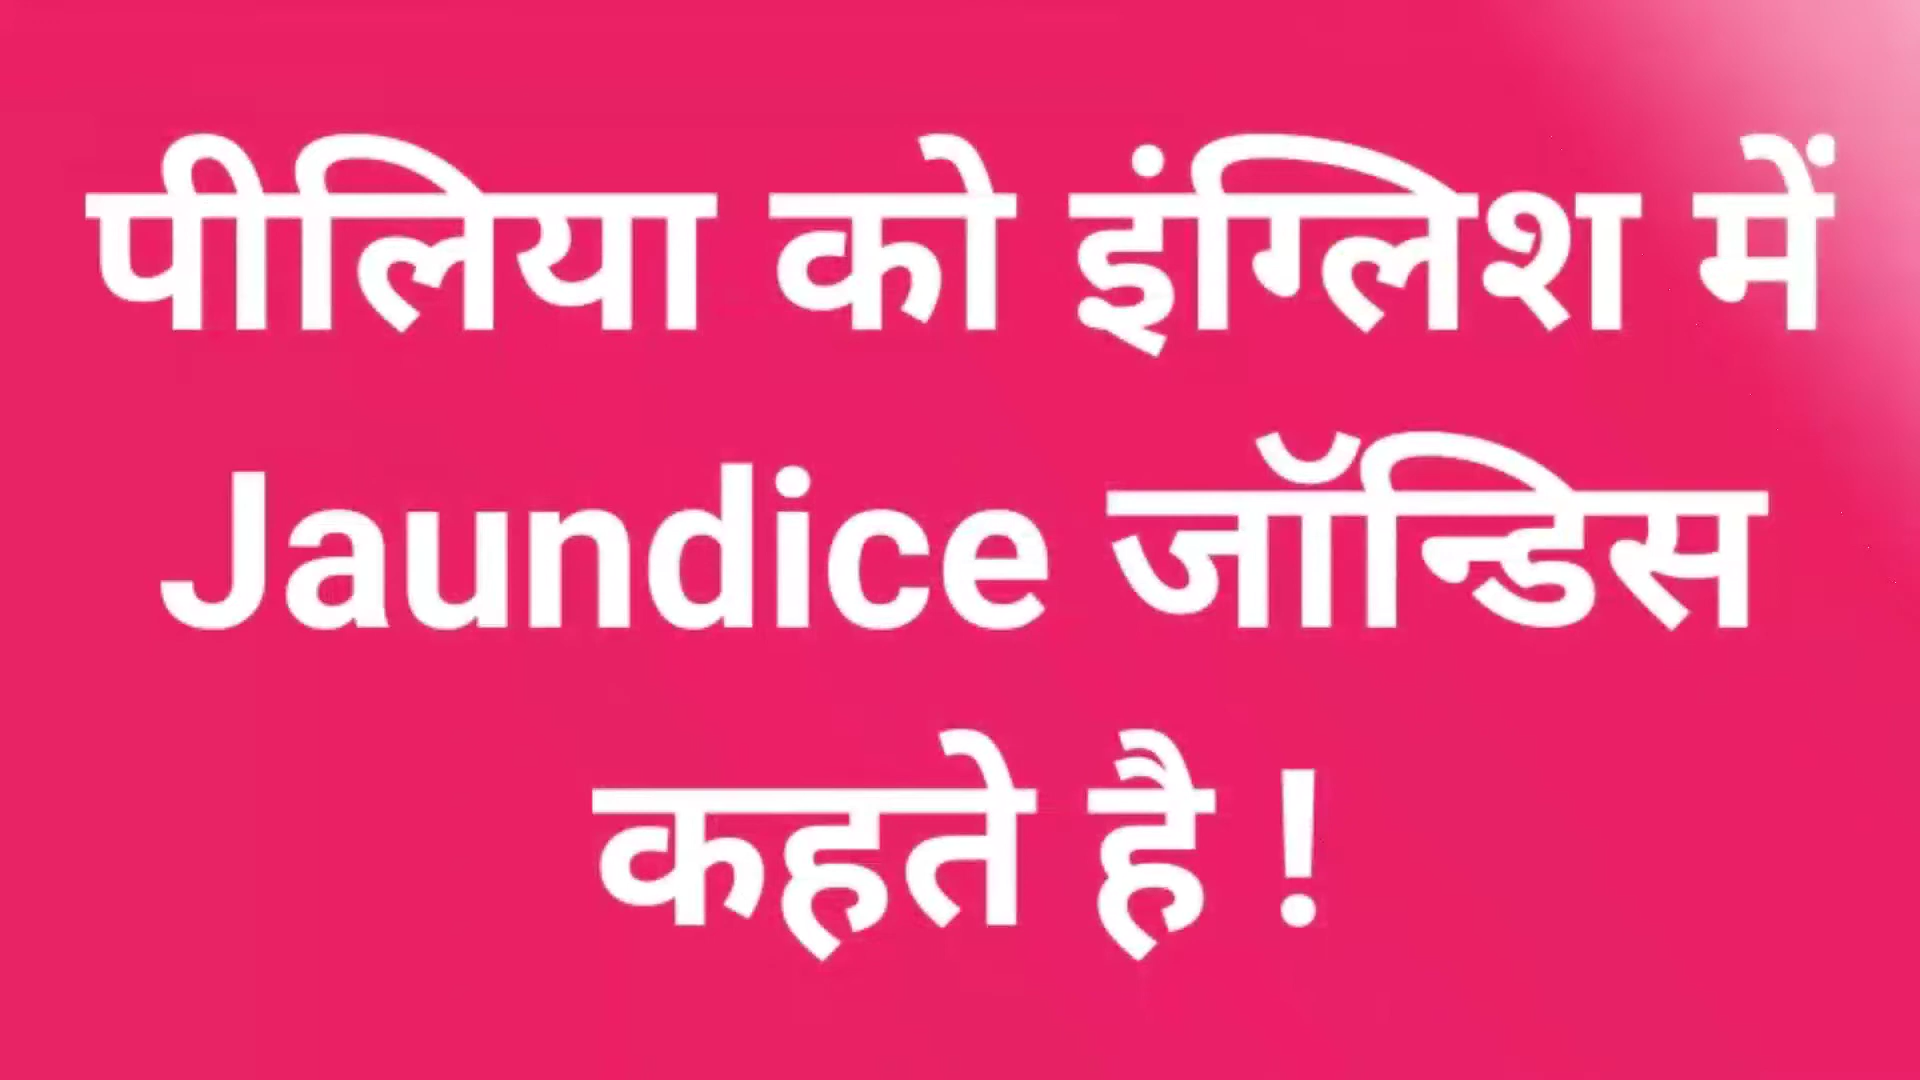 पीलिया को इंग्लिश में
Jaundice जॉन्डिस
कहते है !